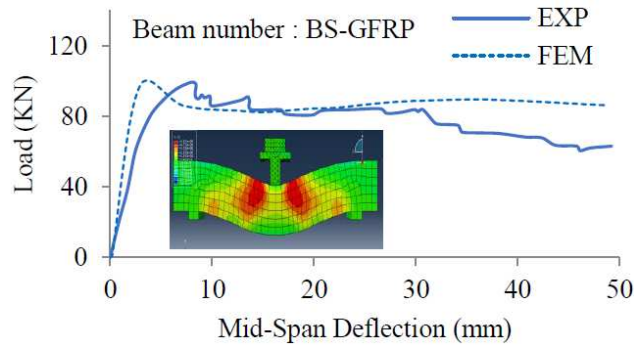 Beam number : BS-GFRP
EXP
FEM
Load (KN)
120
80
40
0
0 10 20 30 40 50
Mid-Span Deflection (mm)